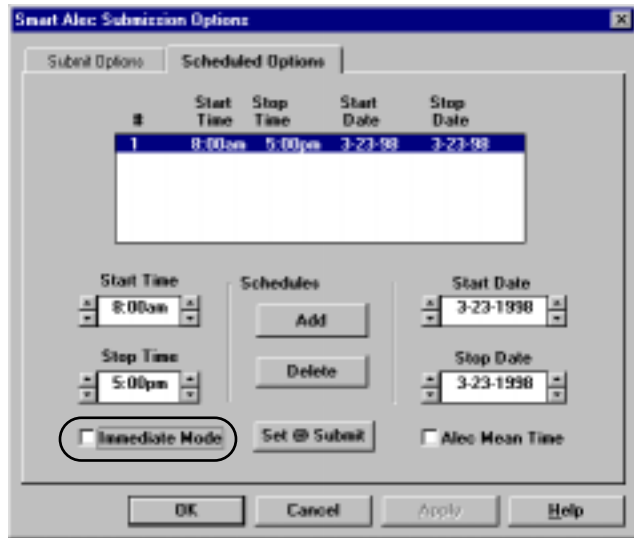 Smart Alec Submission Options
Submit Options Scheduled Options
# Start Time Stop Time Start Date Stop Date
1 8:00am 5:00pm 3-23-98 3-23-98
Start Time Schedules Start Date
8:00am Add 3-23-1998
Stop Time Delete Stop Date
5:00pm 3-23-1998
Immediate Mode Set @ Submit Alec Mean Time
OK Cancel Apply Help